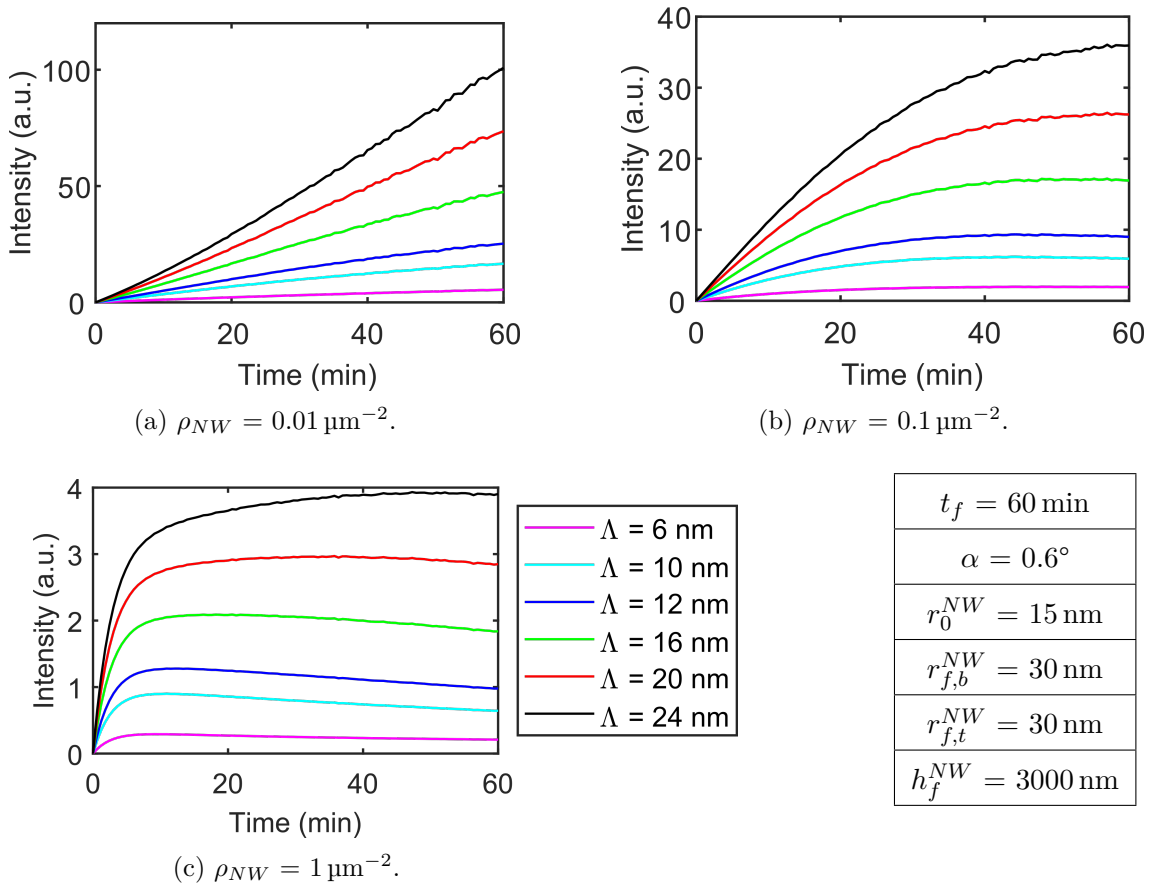 100
50
0
0
20
40
60
Intensity (a.u.)
Time (min)
(a) ρ_NW = 0.01 µm⁻².
40
30
20
10
0
0
20
40
60
Intensity (a.u.)
Time (min)
(b) ρ_NW = 0.1 µm⁻².
4
3
2
1
0
0
20
40
60
Intensity (a.u.)
Time (min)
(c) ρ_NW = 1 µm⁻².
Λ = 6 nm
Λ = 10 nm
Λ = 12 nm
Λ = 16 nm
Λ = 20 nm
Λ = 24 nm
t_f = 60 min
α = 0.6°
r_0^NW = 15 nm
r_{f,b}^NW = 30 nm
r_{f,t}^NW = 30 nm
h_f^NW = 3000 nm